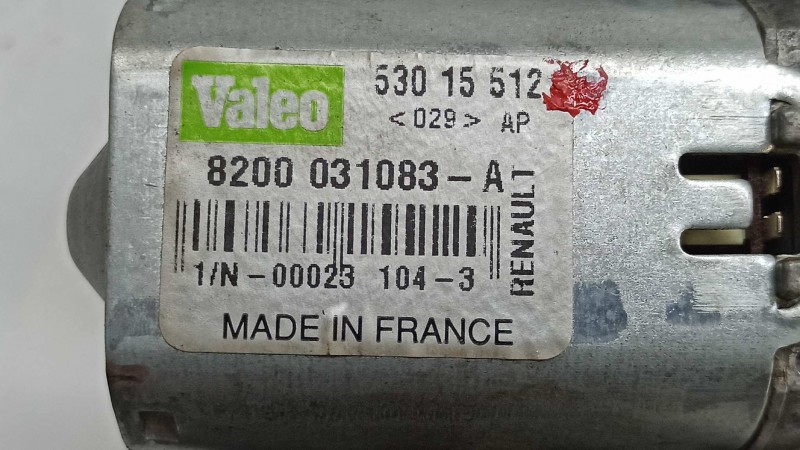 Valeo
530 15 512
<029> AP
8200 031083-A
1/N-00023 104-3
RENAULT
MADE IN FRANCE